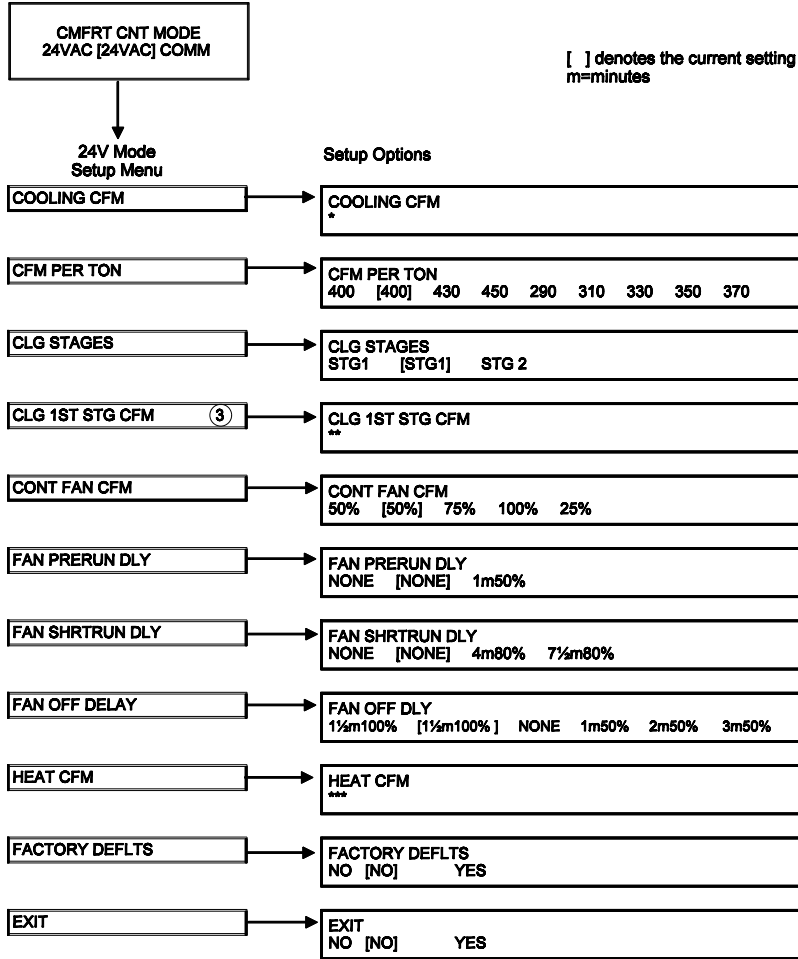 CMFRT CNT MODE
24VAC [24VAC] COMM
[ ] denotes the current setting
m=minutes
24V Mode
Setup Menu
Setup Options
COOLING CFM
COOLING CFM
*
CFM PER TON
CFM PER TON
400 [400] 430 450 290 310 330 350 370
CLG STAGES
CLG STAGES
STG1 [STG1] STG 2
CLG 1ST STG CFM 3
CLG 1ST STG CFM
**
CONT FAN CFM
CONT FAN CFM
50% [50%] 75% 100% 25%
FAN PRERUN DLY
FAN PRERUN DLY
NONE [NONE] 1m50%
FAN SHRTRUN DLY
FAN SHRTRUN DLY
NONE [NONE] 4m80% 7½m80%
FAN OFF DELAY
FAN OFF DLY
1½m100% [1½m100% ] NONE 1m50% 2m50% 3m50%
HEAT CFM
HEAT CFM
***
FACTORY DEFLTS
FACTORY DEFLTS
NO [NO] YES
EXIT
EXIT
NO [NO] YES